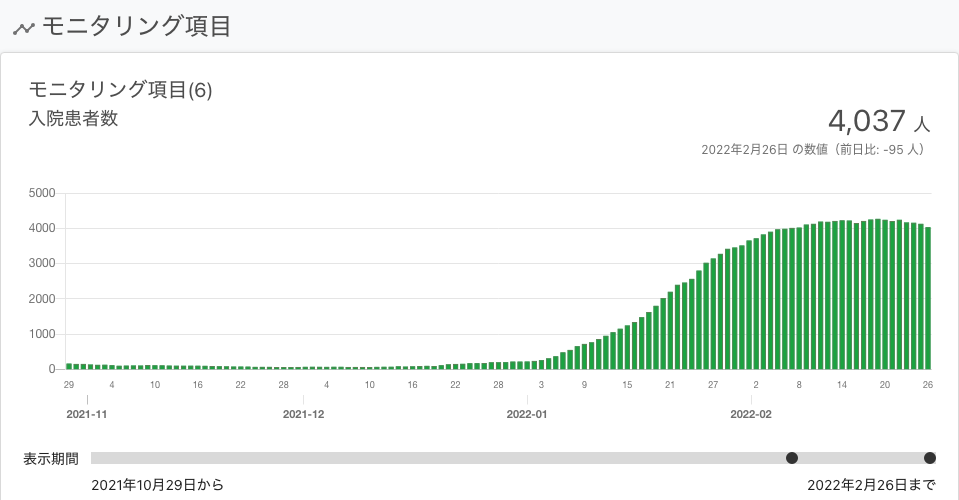 モニタリング項目
モニタリング項目(6)
入院患者数
4,037 人
2022年2月26日 の数値（前日比: -95 人）
5000
4000
3000
2000
1000
0
29 4 10 16 22 28 4 10 16 22 28 3 9 15 21 27 2 8 14 20 26
2021-11 2021-12 2022-01 2022-02
表示期間
2021年10月29日から 2022年2月26日まで